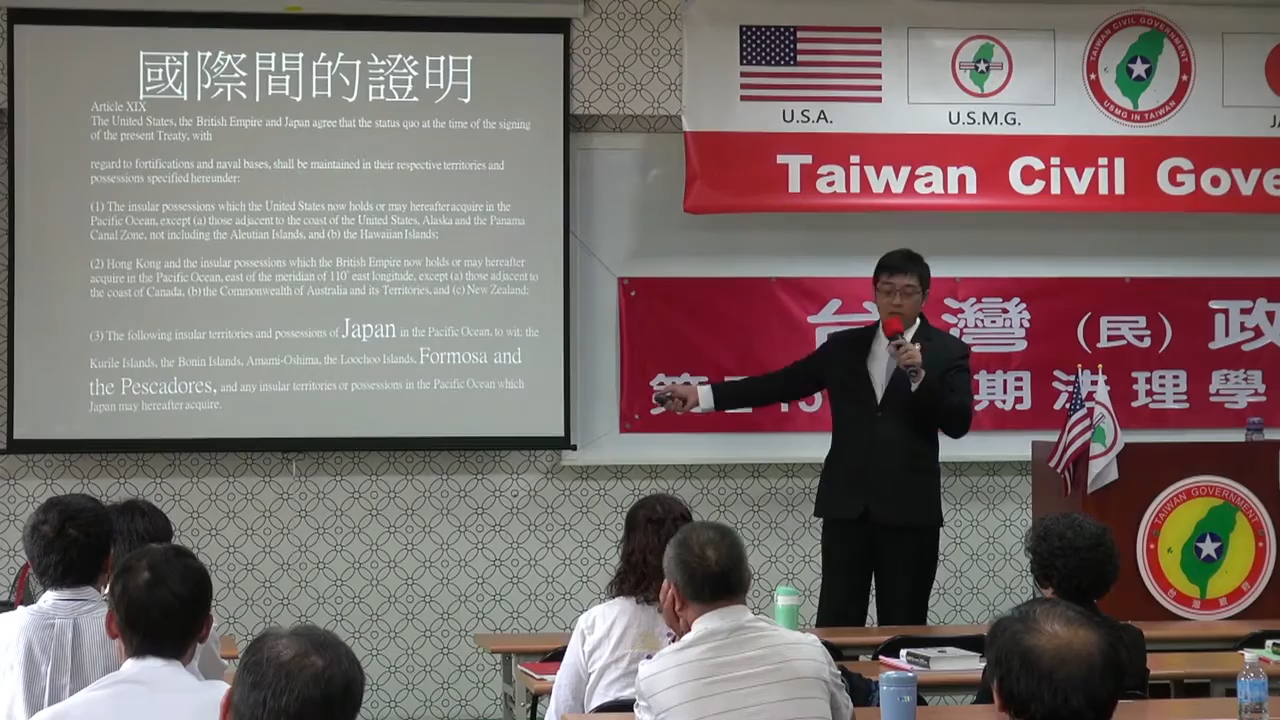 國際間的證明
Article XIX
The United States, the British Empire and Japan agree that the status quo at the time of the signing
of the present Treaty, with
regard to fortifications and naval bases, shall be maintained in their respective territories and
possessions specified hereunder:
(1) The insular possessions which the United States now holds or may hereafter acquire in the
Pacific Ocean, except (a) those adjacent to the coast of the United States, Alaska and the Panama
Canal Zone, not including the Aleutian Islands, and (b) the Hawaiian Islands;
(2) Hong Kong and the insular possessions which the British Empire now holds or may hereafter
acquire in the Pacific Ocean, east of the meridian of 110° east longitude, except (a) those adjacent to
the coast of Canada, (b) the Commonwealth of Australia and its Territories, and (c) New Zealand;
(3) The following insular territories and possessions of Japan in the Pacific Ocean, to wit: the
Kurile Islands, the Bonin Islands, Amami-Oshima, the Loochoo Islands, Formosa and
the Pescadores, and any insular territories or possessions in the Pacific Ocean which
Japan may hereafter acquire.
U.S.A.
U.S.M.G.
TAIWAN CIVIL GOVERNMENT
USMG IN TAIWAN
JA
Taiwan Civil Gove
台灣(民)政
第 期法理學
TAIWAN GOVERNMENT
台灣政府